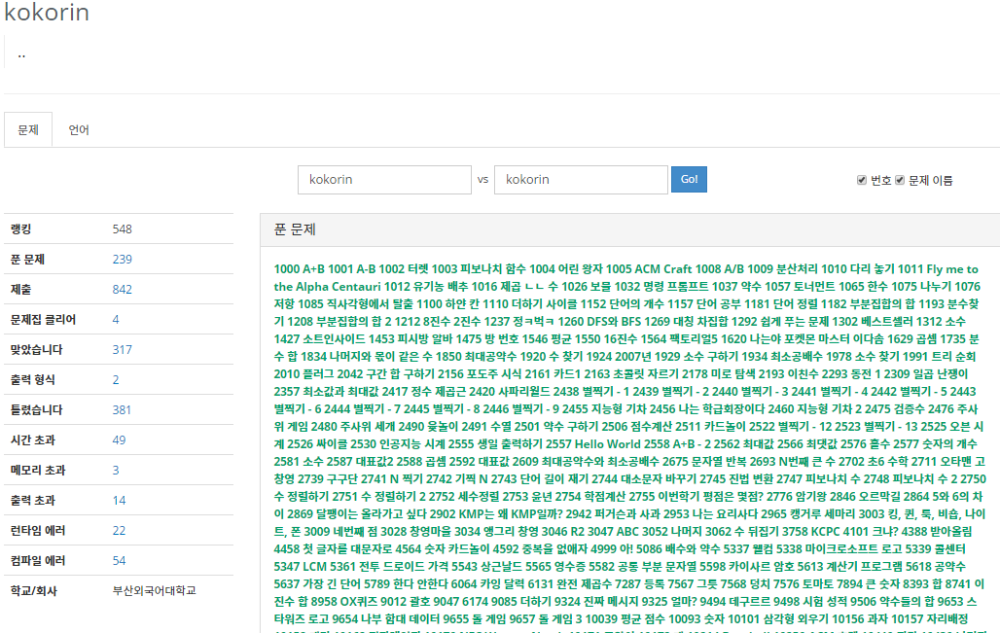 kokorin
..
문제 언어
kokorin vs kokorin Go! 번호 문제 이름
랭킹 548
푼 문제 239
제출 842
문제집 클리어 4
맞았습니다 317
출력 형식 2
틀렸습니다 381
시간 초과 49
메모리 초과 3
출력 초과 14
런타임 에러 22
컴파일 에러 54
학교/회사 부산외국어대학교
푼 문제
1000 A+B 1001 A-B 1002 터렛 1003 피보나치 함수 1004 어린 왕자 1005 ACM Craft 1008 A/B 1009 분산처리 1010 다리 놓기 1011 Fly me to
the Alpha Centauri 1012 유기농 배추 1016 제곱 ㄴㄴ 수 1026 보물 1032 명령 프롬프트 1037 약수 1057 토너먼트 1065 한수 1075 나누기 1076
저항 1085 직사각형에서 탈출 1100 하얀 칸 1110 더하기 사이클 1152 단어의 개수 1157 단어 공부 1181 단어 정렬 1182 부분집합의 합 1193 분수찾
기 1208 부분집합의 합 2 1212 8진수 2진수 1237 정ㅋ벅ㅋ 1260 DFS와 BFS 1269 대칭 차집합 1292 쉽게 푸는 문제 1302 베스트셀러 1312 소수
1427 소트인사이드 1453 피시방 알바 1475 방 번호 1546 평균 1550 16진수 1564 팩토리얼5 1620 나는야 포켓몬 마스터 이다솜 1629 곱셈 1735 분
수 합 1834 나머지와 몫이 같은 수 1850 최대공약수 1920 수 찾기 1924 2007년 1929 소수 구하기 1934 최소공배수 1978 소수 찾기 1991 트리 순회
2010 플러그 2042 구간 합 구하기 2156 포도주 시식 2161 카드1 2163 초콜릿 자르기 2178 미로 탐색 2193 이친수 2293 동전 1 2309 일곱 난쟁이
2357 최소값과 최대값 2417 정수 제곱근 2420 사파리월드 2438 별찍기 - 1 2439 별찍기 - 2 2440 별찍기 - 3 2441 별찍기 - 4 2442 별찍기 - 5 2443
별찍기 - 6 2444 별찍기 - 7 2445 별찍기 - 8 2446 별찍기 - 9 2455 지능형 기차 2456 나는 학급회장이다 2460 지능형 기차 2 2475 검증수 2476 주사
위 게임 2480 주사위 세개 2490 윷놀이 2491 수열 2501 약수 구하기 2506 점수계산 2511 카드놀이 2522 별찍기 - 12 2523 별찍기 - 13 2525 오븐 시
계 2526 싸이클 2530 인공지능 시계 2555 생일 출력하기 2557 Hello World 2558 A+B - 2 2562 최대값 2566 최댓값 2576 홀수 2577 숫자의 개수
2581 소수 2587 대표값2 2588 곱셈 2592 대표값 2609 최대공약수와 최소공배수 2675 문자열 반복 2693 N번째 큰 수 2702 초6 수학 2711 오타맨 고
창영 2739 구구단 2741 N 찍기 2742 기찍 N 2743 단어 길이 재기 2744 대소문자 바꾸기 2745 진법 변환 2747 피보나치 수 2748 피보나치 수 2 2750
수 정렬하기 2751 수 정렬하기 2 2752 세수정렬 2753 윤년 2754 학점계산 2755 이번학기 평점은 몇점? 2776 암기왕 2846 오르막길 2864 5와 6의 차
이 2869 달팽이는 올라가고 싶다 2902 KMP는 왜 KMP일까? 2942 퍼거슨과 사과 2953 나는 요리사다 2965 캥거루 세마리 3003 킹, 퀸, 룩, 비숍, 나이
트, 폰 3009 네번째 점 3028 창영마을 3034 앵그리 창영 3046 R2 3047 ABC 3052 나머지 3062 수 뒤집기 3758 KCPC 4101 크냐? 4388 받아올림
4458 첫 글자를 대문자로 4564 숫자 카드놀이 4592 중복을 없애자 4999 아! 5086 배수와 약수 5337 웰컴 5338 마이크로소프트 로고 5339 콜센터
5347 LCM 5361 전투 드로이드 가격 5543 상근날드 5565 영수증 5582 공통 부분 문자열 5598 카이사르 암호 5613 계산기 프로그램 5618 공약수
5637 가장 긴 단어 5789 한다 안한다 6064 카잉 달력 6131 완전 제곱수 7287 등록 7567 그릇 7568 덩치 7576 토마토 7894 큰 숫자 8393 합 8741 이
진수 합 8958 OX퀴즈 9012 괄호 9047 6174 9085 더하기 9324 진짜 메시지 9325 얼마? 9494 데구르르 9498 시험 성적 9506 약수들의 합 9653 스
타워즈 로고 9654 나부 함대 데이터 9655 돌 게임 9657 돌 게임 3 10039 평균 점수 10093 숫자 10101 삼각형 외우기 10156 과자 10157 자리배정